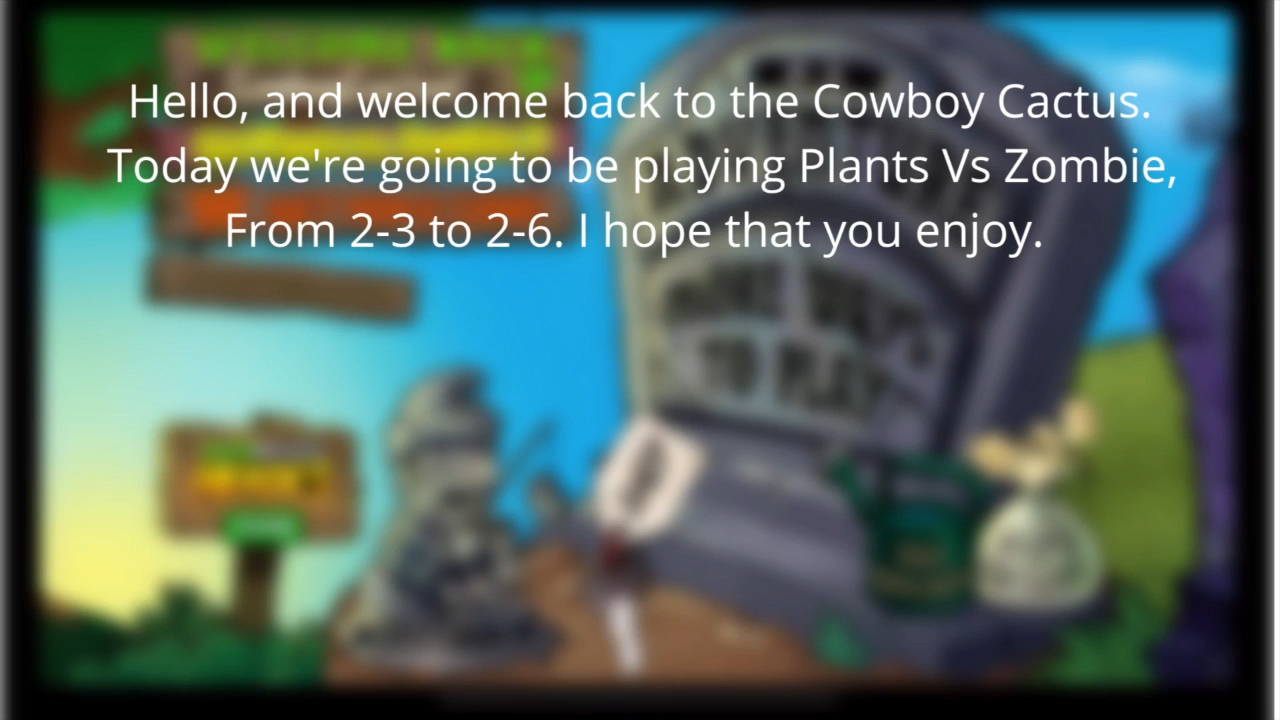 Hello, and welcome back to the Cowboy Cactus.
Today we're going to be playing Plants Vs Zombie,
From 2-3 to 2-6. I hope that you enjoy.